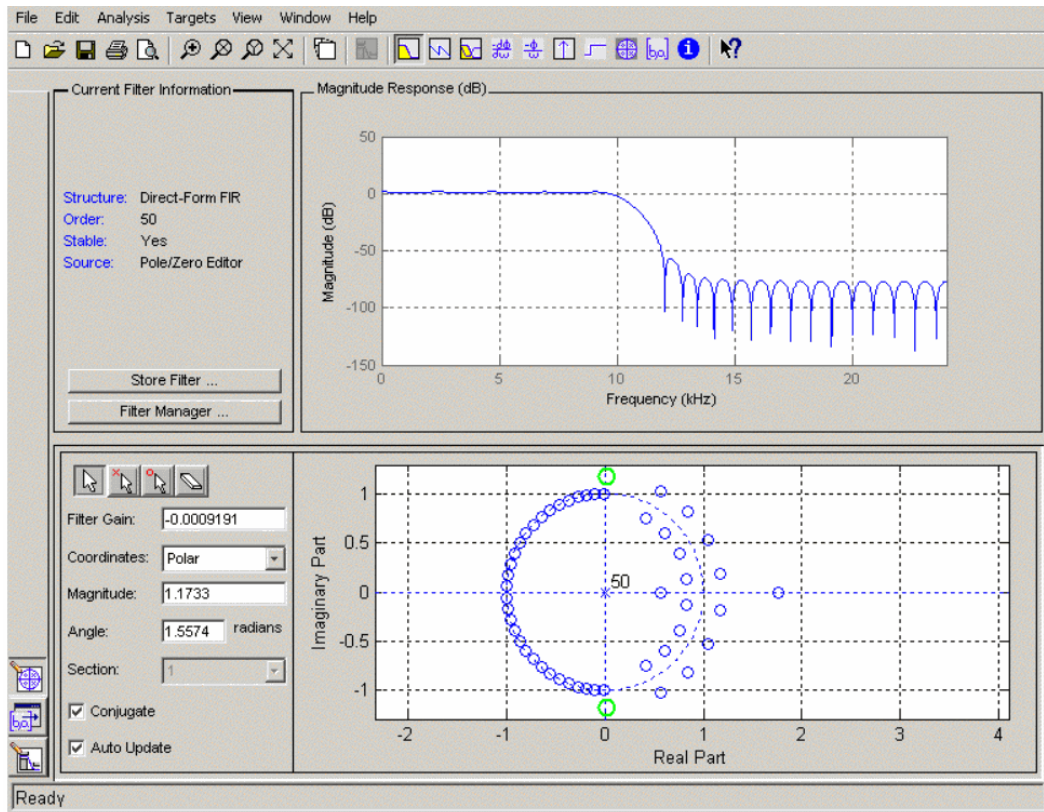 File Edit Analysis Targets View Window Help
Current Filter Information
Structure: Direct-Form FIR
Order: 50
Stable: Yes
Source: Pole/Zero Editor
Store Filter ...
Filter Manager ...
Magnitude Response (dB)
Magnitude (dB)
50
0
-50
-100
-150
0 5 10 15 20
Frequency (kHz)
Filter Gain: -0.0009191
Coordinates: Polar
Magnitude: 1.1733
Angle: 1.5574 radians
Section: 1
Conjugate
Auto Update
Imaginary Part
1
0.5
0
-0.5
-1
50
-2 -1 0 1 2 3 4
Real Part
[b,a]
[b,a]
i
?
Ready